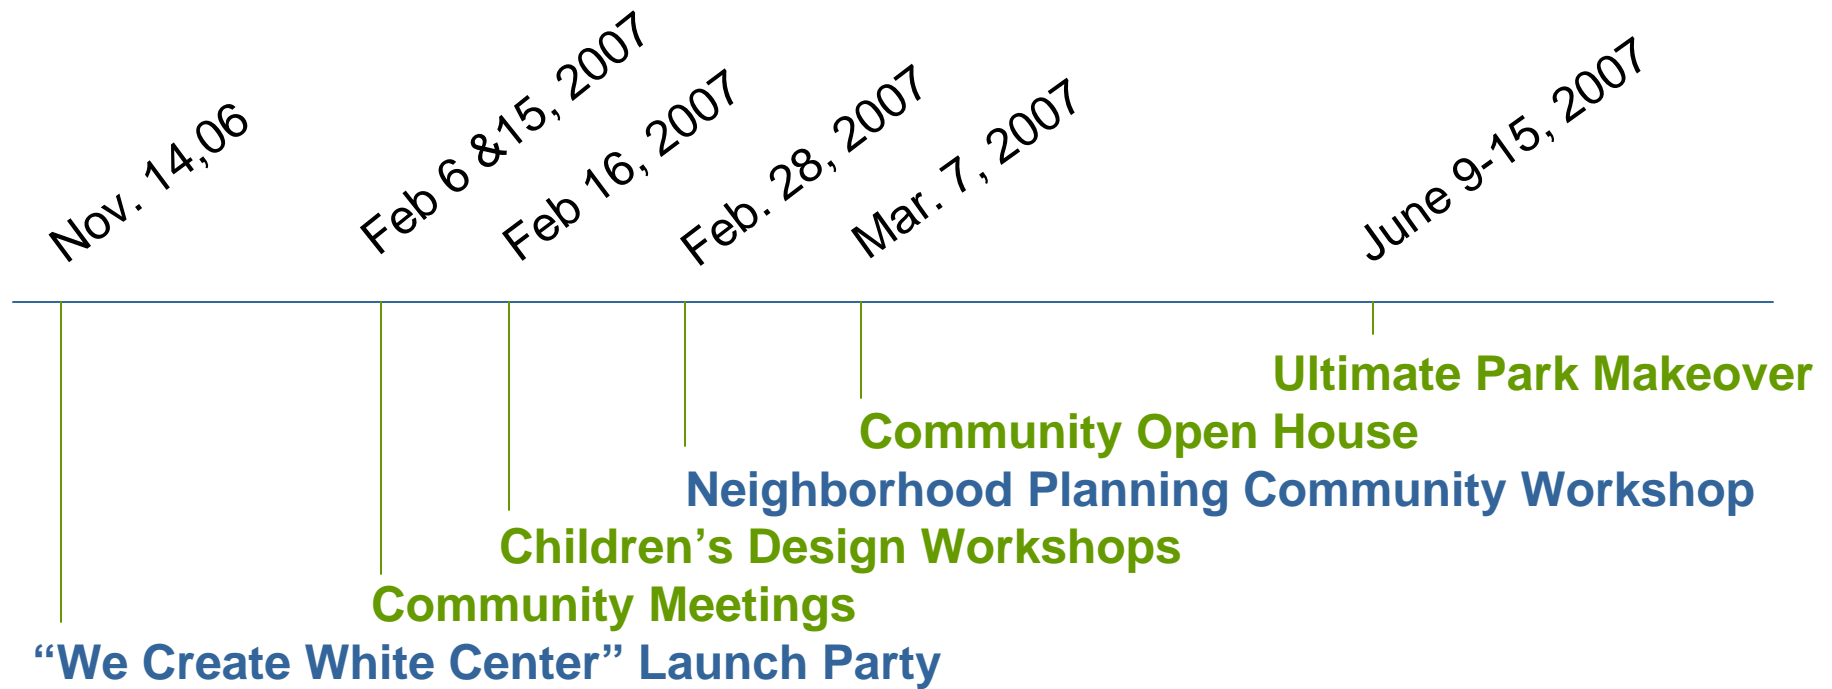 Nov. 14,06
Feb 6 &15, 2007
Feb 16, 2007
Feb. 28, 2007
Mar. 7, 2007
June 9-15, 2007
Ultimate Park Makeover
Community Open House
Neighborhood Planning Community Workshop
Children’s Design Workshops
Community Meetings
“We Create White Center” Launch Party